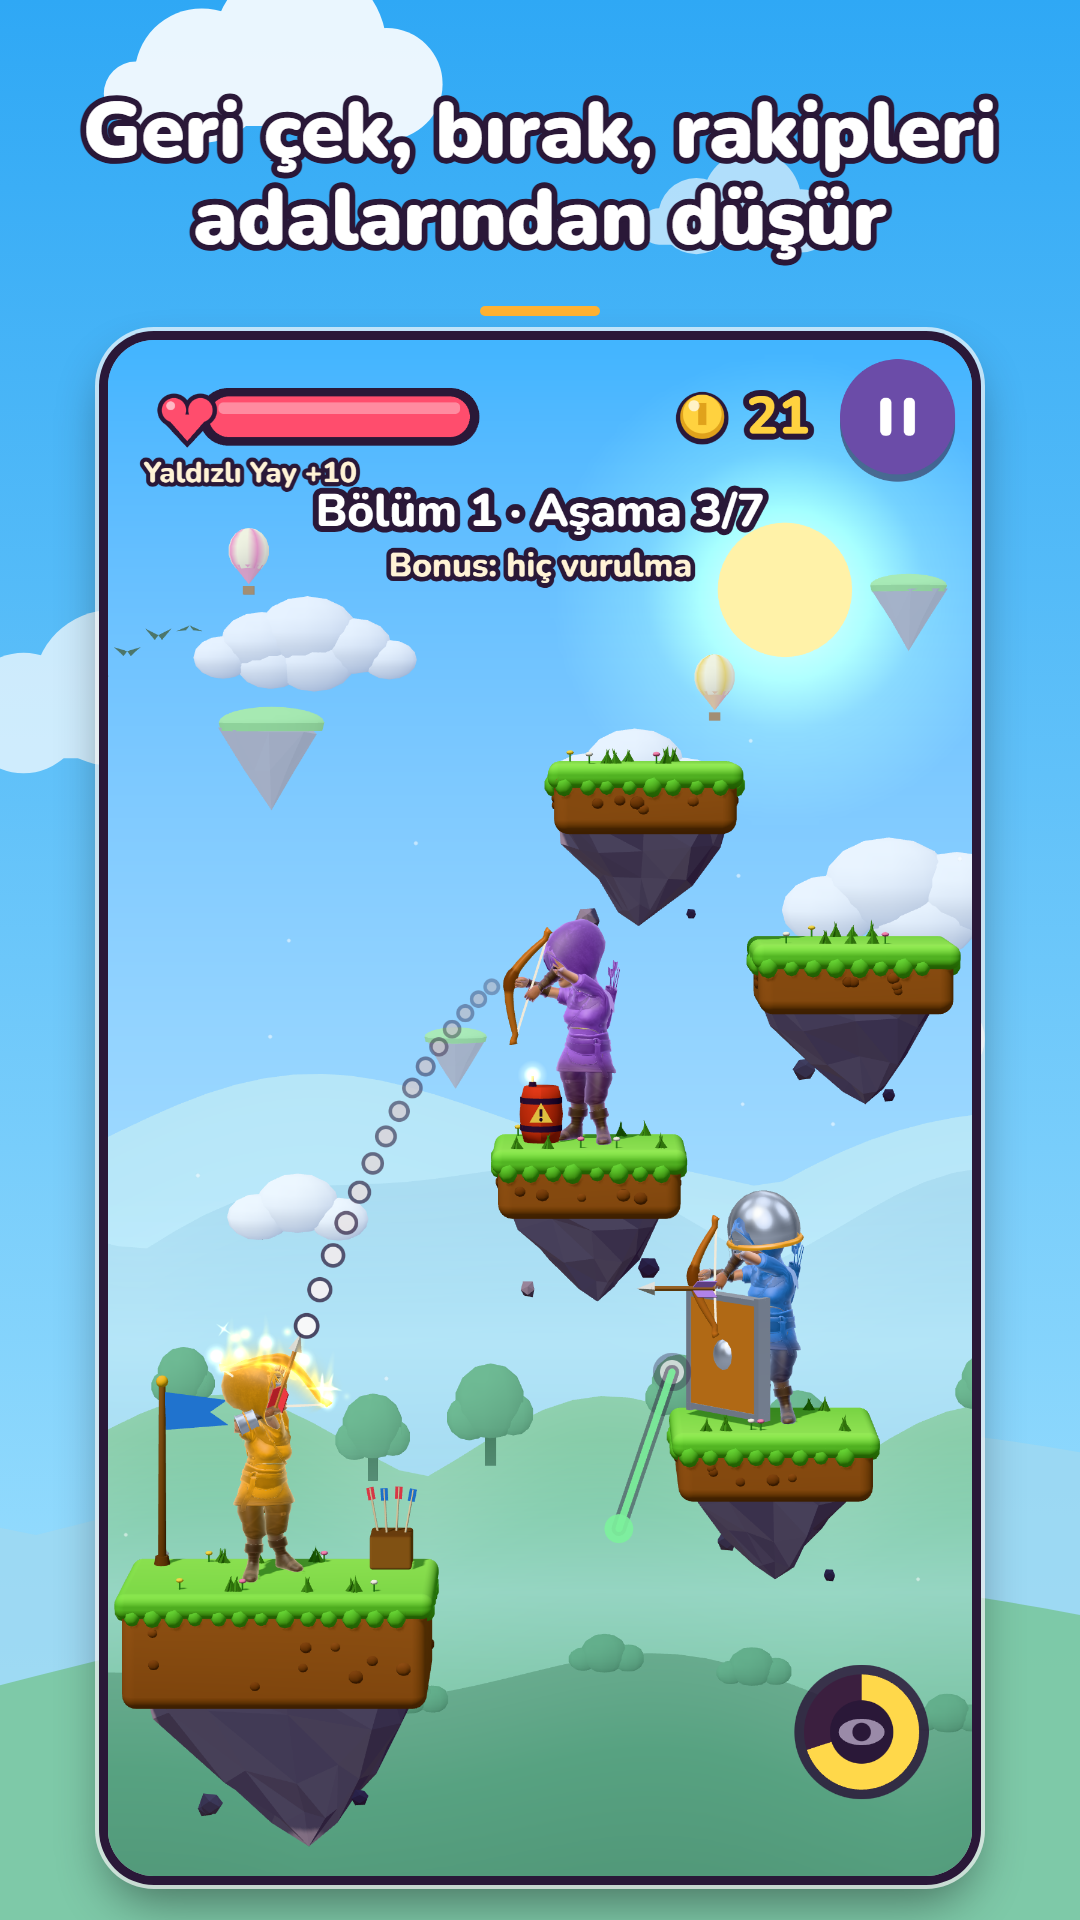 Geri çek, bırak, rakipleri
adalarından düşür
21
Yaldızlı Yay +10
Bölüm 1 · Aşama 3/7
Bonus: hiç vurulma